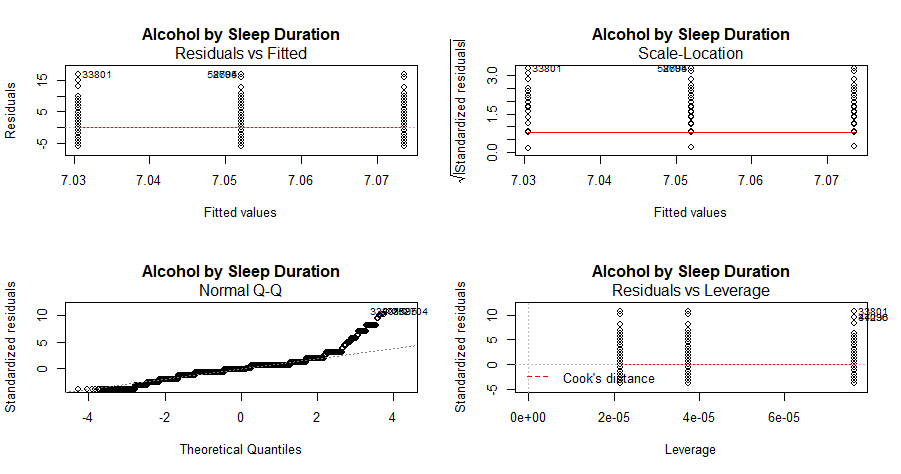 Alcohol by Sleep Duration
Residuals vs Fitted
Residuals
15
5
-5
33801
7.03
7.04
7.05
7.06
7.07
Fitted values
Alcohol by Sleep Duration
Scale-Location
√|Standardized residuals|
3.0
1.5
0.0
33801
7.03
7.04
7.05
7.06
7.07
Fitted values
Alcohol by Sleep Duration
Normal Q-Q
Standardized residuals
10
5
0
-4
-2
0
2
4
Theoretical Quantiles
Alcohol by Sleep Duration
Residuals vs Leverage
Standardized residuals
10
5
0
-5
33801
Cook's distance
0e+00
2e-05
4e-05
6e-05
Leverage